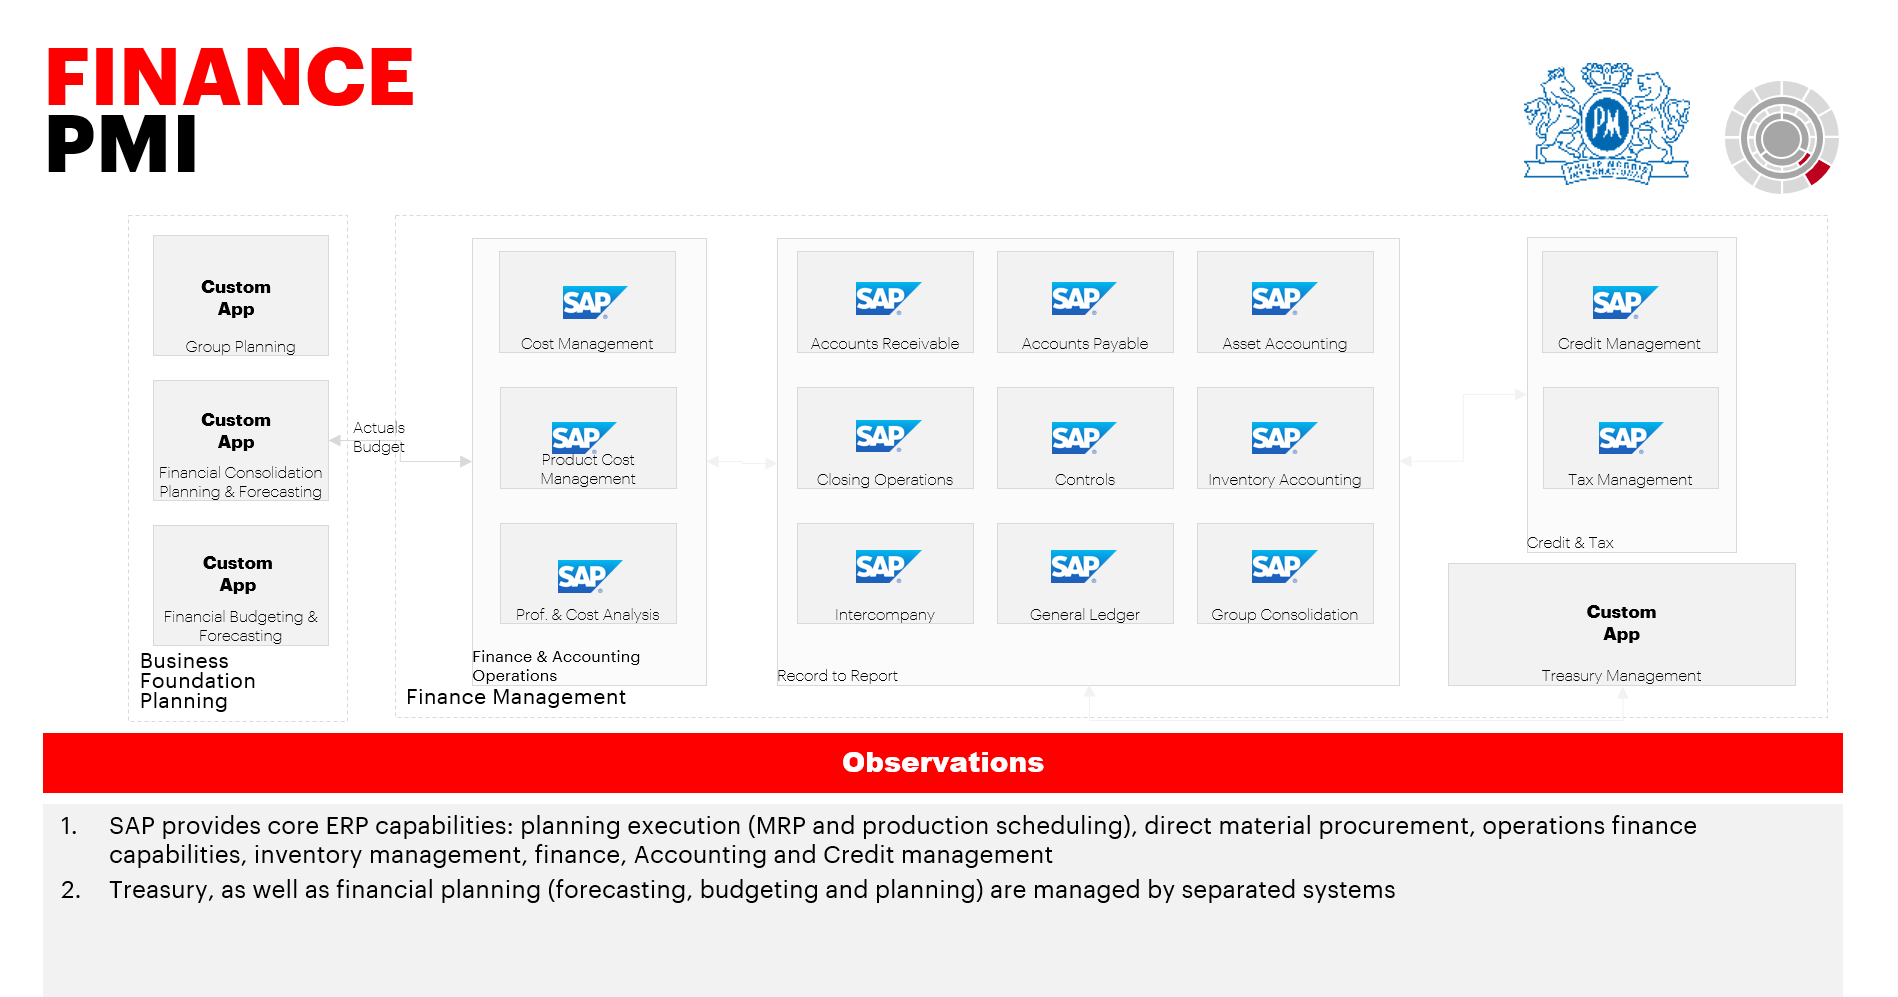 FINANCE
PMI
PM
PHILIP MORRIS
INTERNATIONAL
Custom
App
Group Planning
Custom
App
Financial Consolidation
Planning & Forecasting
Custom
App
Financial Budgeting &
Forecasting
Business
Foundation
Planning
Actuals
Budget
SAP
Cost Management
SAP
Product Cost
Management
SAP
Prof. & Cost Analysis
Finance & Accounting
Operations
Finance Management
SAP
Accounts Receivable
SAP
Accounts Payable
SAP
Asset Accounting
SAP
Closing Operations
SAP
Controls
SAP
Inventory Accounting
SAP
Intercompany
SAP
General Ledger
SAP
Group Consolidation
Record to Report
SAP
Credit Management
SAP
Tax Management
Credit & Tax
Custom
App
Treasury Management
Observations
1. SAP provides core ERP capabilities: planning execution (MRP and production scheduling), direct material procurement, operations finance
capabilities, inventory management, finance, Accounting and Credit management
2. Treasury, as well as financial planning (forecasting, budgeting and planning) are managed by separated systems